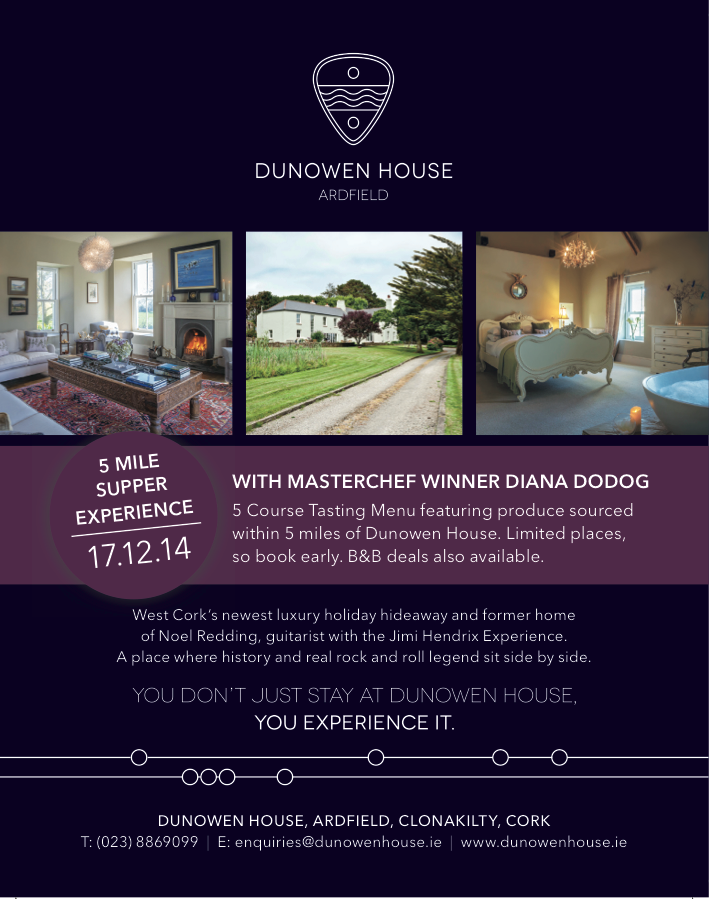 DUNOWEN HOUSE
ARDFIELD
5 MILE
SUPPER
EXPERIENCE
17.12.14
WITH MASTERCHEF WINNER DIANA DODOG
5 Course Tasting Menu featuring produce sourced
within 5 miles of Dunowen House. Limited places,
so book early. B&B deals also available.
West Cork's newest luxury holiday hideaway and former home
of Noel Redding, guitarist with the Jimi Hendrix Experience.
A place where history and real rock and roll legend sit side by side.
YOU DON'T JUST STAY AT DUNOWEN HOUSE,
YOU EXPERIENCE IT.
DUNOWEN HOUSE, ARDFIELD, CLONAKILTY, CORK
T: (023) 8869099 | E: enquiries@dunowenhouse.ie | www.dunowenhouse.ie